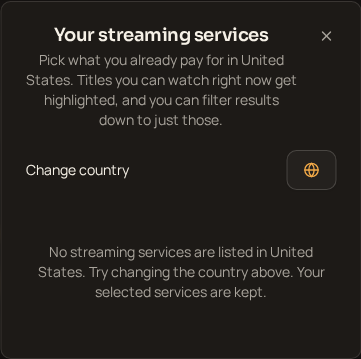 Your streaming services
Pick what you already pay for in United
States. Titles you can watch right now get
highlighted, and you can filter results
down to just those.
Change country
No streaming services are listed in United
States. Try changing the country above. Your
selected services are kept.